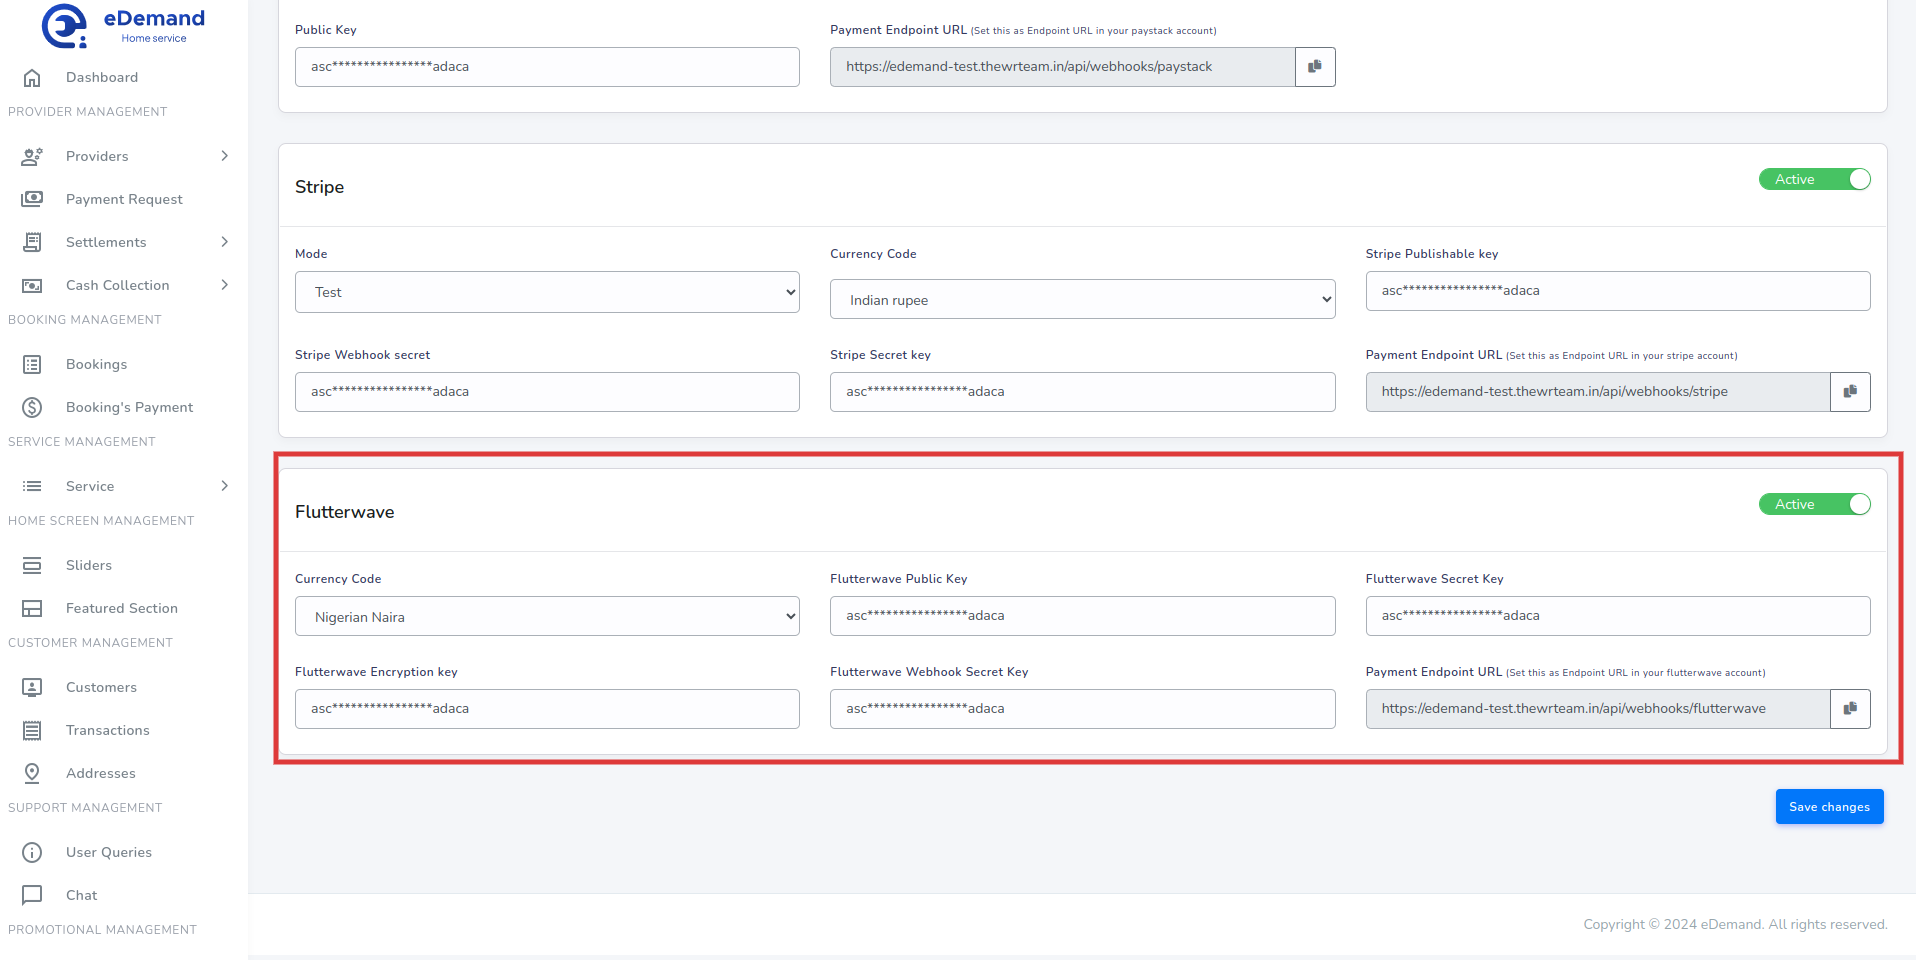 eDemand
Home service
Dashboard
PROVIDER MANAGEMENT
Providers
Payment Request
Settlements
Cash Collection
BOOKING MANAGEMENT
Bookings
Booking's Payment
SERVICE MANAGEMENT
Service
HOME SCREEN MANAGEMENT
Sliders
Featured Section
CUSTOMER MANAGEMENT
Customers
Transactions
Addresses
SUPPORT MANAGEMENT
User Queries
Chat
PROMOTIONAL MANAGEMENT
Public Key
asc****************adaca
Payment Endpoint URL (Set this as Endpoint URL in your paystack account)
https://edemand-test.thewrteam.in/api/webhooks/paystack
Stripe
Active
Mode
Test
Currency Code
Indian rupee
Stripe Publishable key
asc****************adaca
Stripe Webhook secret
asc****************adaca
Stripe Secret key
asc****************adaca
Payment Endpoint URL (Set this as Endpoint URL in your stripe account)
https://edemand-test.thewrteam.in/api/webhooks/stripe
Flutterwave
Active
Currency Code
Nigerian Naira
Flutterwave Public Key
asc****************adaca
Flutterwave Secret Key
asc****************adaca
Flutterwave Encryption key
asc****************adaca
Flutterwave Webhook Secret Key
asc****************adaca
Payment Endpoint URL (Set this as Endpoint URL in your flutterwave account)
https://edemand-test.thewrteam.in/api/webhooks/flutterwave
Save changes
Copyright © 2024 eDemand. All rights reserved.